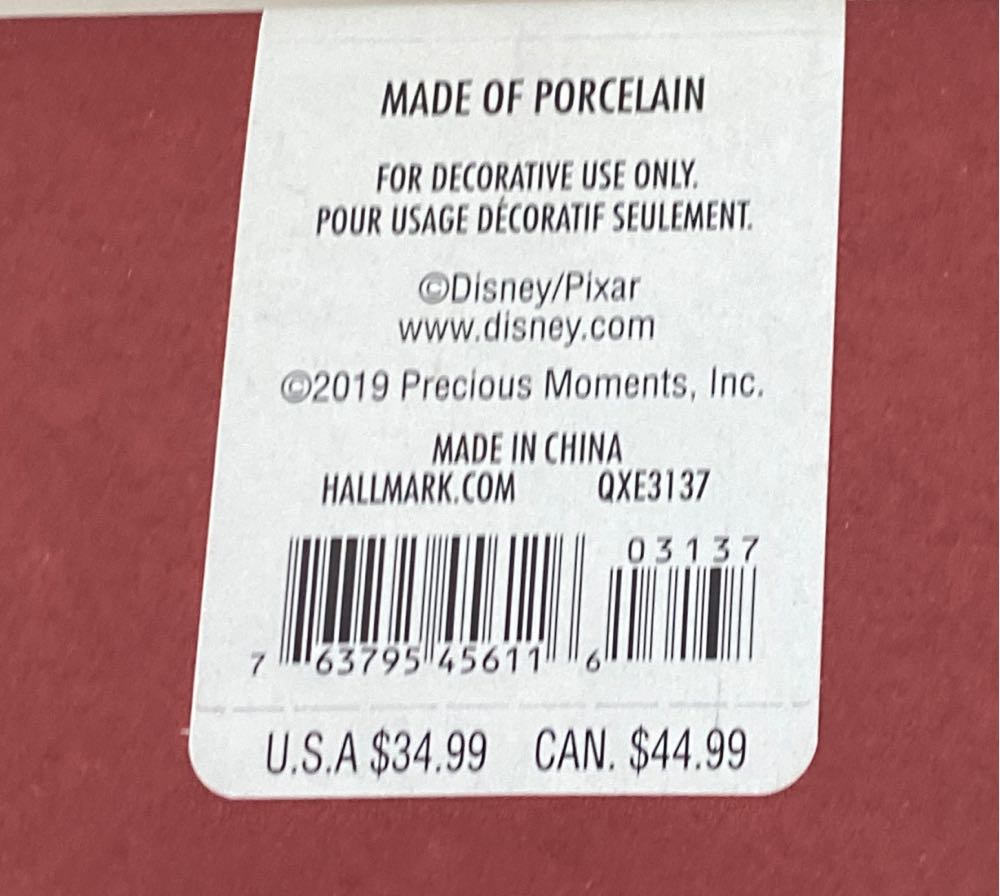 MADE OF PORCELAIN
FOR DECORATIVE USE ONLY.
POUR USAGE DÉCORATIF SEULEMENT.
©Disney/Pixar
www.disney.com
©2019 Precious Moments, Inc.
MADE IN CHINA
HALLMARK.COM QXE3137
03137
7 63795 45611 6
U.S.A $34.99 CAN. $44.99